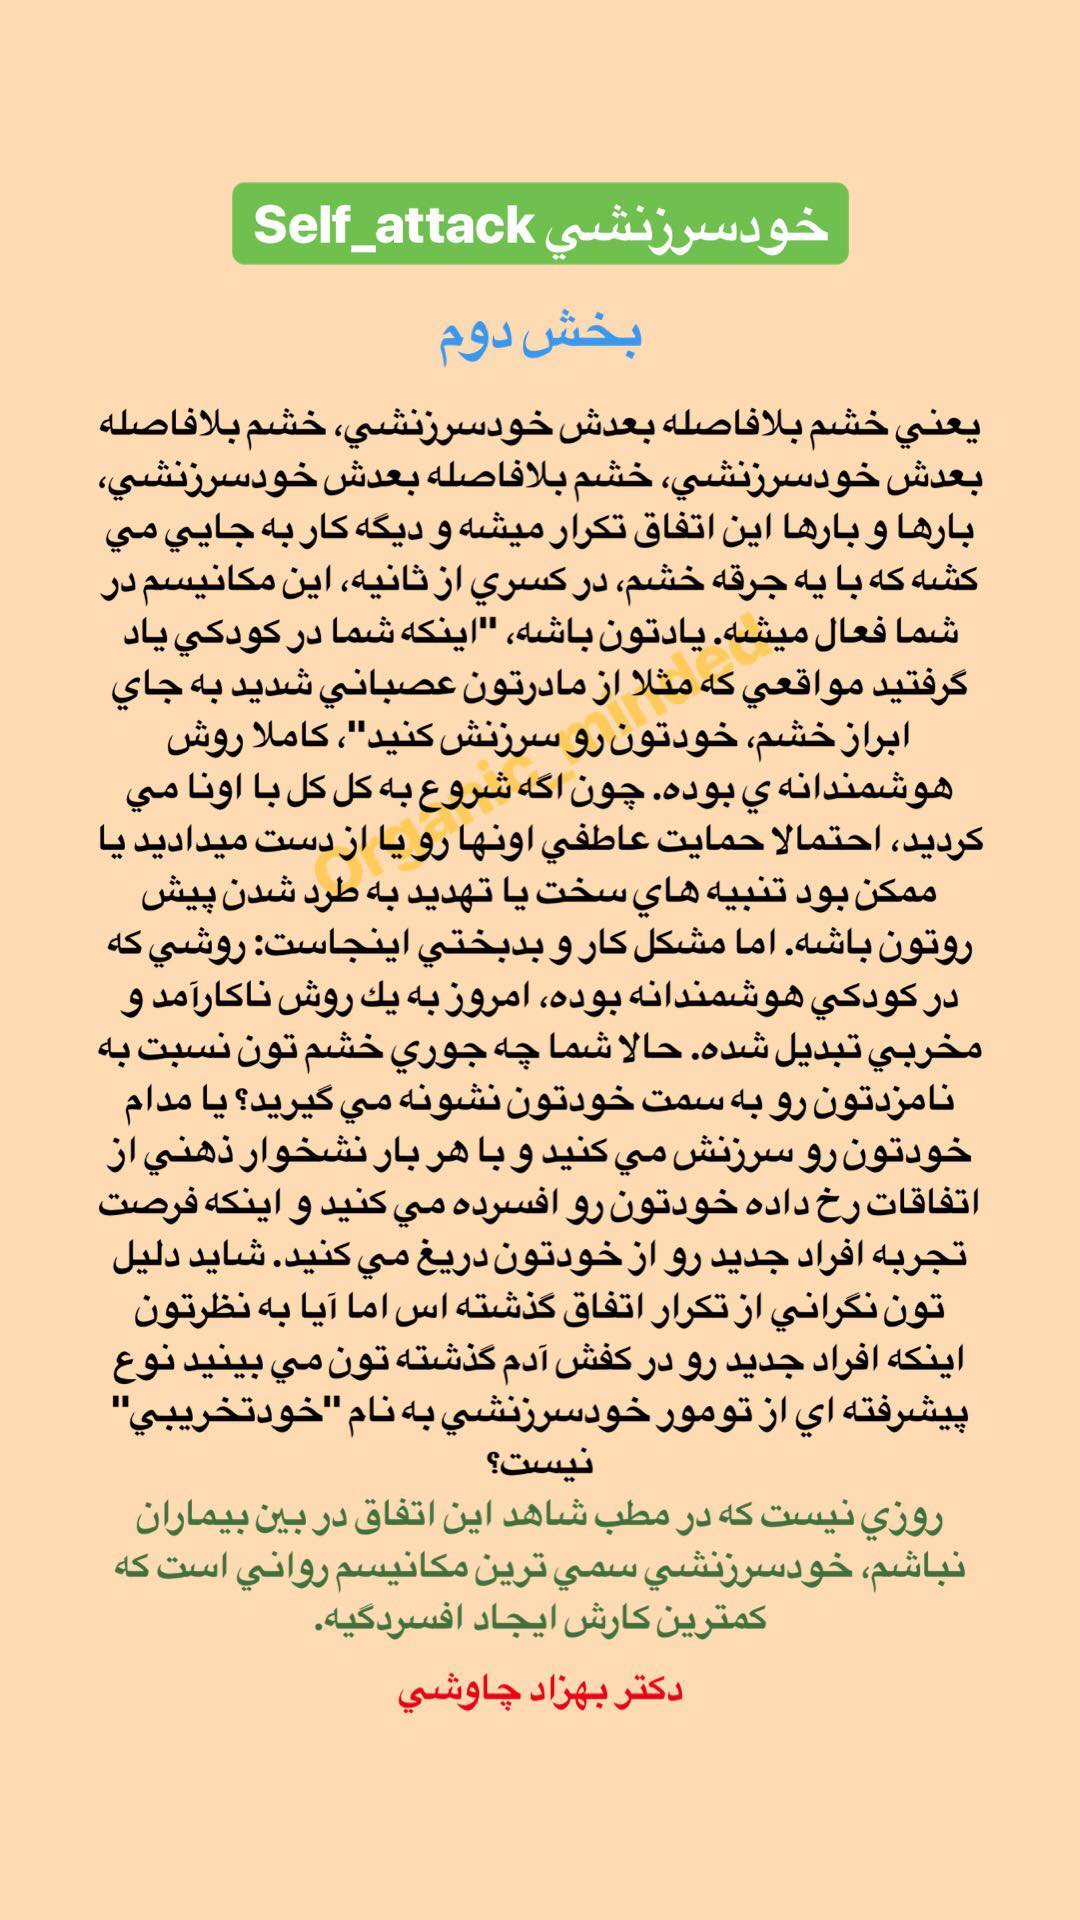 خودسرزنشي Self_attack
بخش دوم
يعني خشم بلافاصله بعدش خودسرزنشي، خشم بلافاصله
بعدش خودسرزنشي، خشم بلافاصله بعدش خودسرزنشي،
بارها و بارها اين اتفاق تكرار ميشه و ديگه كار به جايي مي
كشه كه با يه جرقه خشم، در كسري از ثانيه، اين مكانيسم در
شما فعال ميشه. يادتون باشه، "اينكه شما در كودكي ياد
گرفتيد مواقعي كه مثلا از مادرتون عصباني شديد به جاي
ابراز خشم، خودتون رو سرزنش كنيد"، كاملا روش
هوشمندانه ي بوده. چون اگه شروع به كل كل با اونا مي
كرديد، احتمالا حمايت عاطفي اونها رو يا از دست ميداديد يا
ممكن بود تنبيه هاي سخت يا تهديد به طرد شدن پيش
روتون باشه. اما مشكل كار و بدبختي اينجاست: روشي كه
در كودكي هوشمندانه بوده، امروز به يك روش ناكارآمد و
مخربي تبديل شده. حالا شما چه جوري خشم تون نسبت به
نامزدتون رو به سمت خودتون نشونه مي گيريد؟ يا مدام
خودتون رو سرزنش مي كنيد و با هر بار نشخوار ذهني از
اتفاقات رخ داده خودتون رو افسرده مي كنيد و اينكه فرصت
تجربه افراد جديد رو از خودتون دريغ مي كنيد. شايد دليل
تون نگراني از تكرار اتفاق گذشته اس اما آيا به نظرتون
اينكه افراد جديد رو در كفش آدم گذشته تون مي بينيد نوع
پيشرفته اي از تومور خودسرزنشي به نام "خودتخريبي"
نيست؟
روزي نيست كه در مطب شاهد اين اتفاق در بين بيماران
نباشم، خودسرزنشي سمي ترين مكانيسم رواني است كه
كمترين كارش ايجاد افسردگيه.
دكتر بهزاد چاوشي
Organic_minded